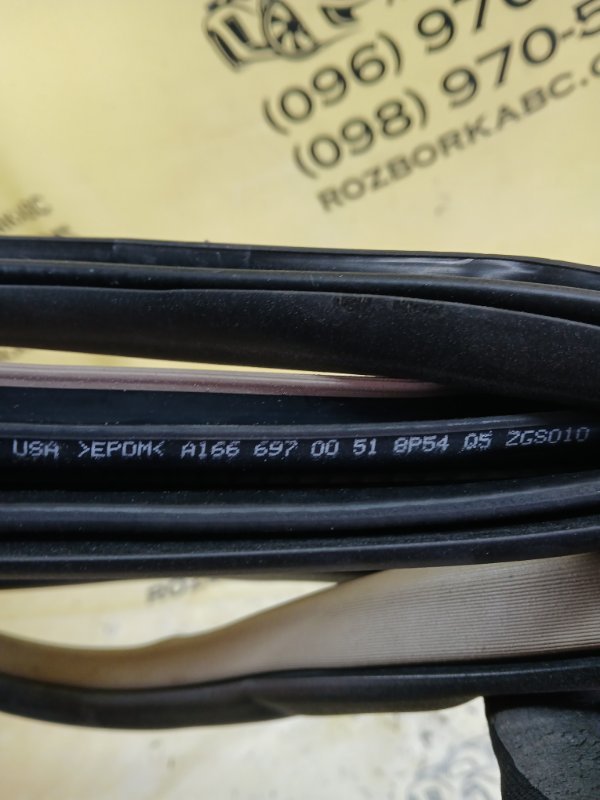 (096) 970
(098) 970-5
ROZBORKABC.C
USA >EPDM< A166 697 00 51 8P54 Q5 ZGS010